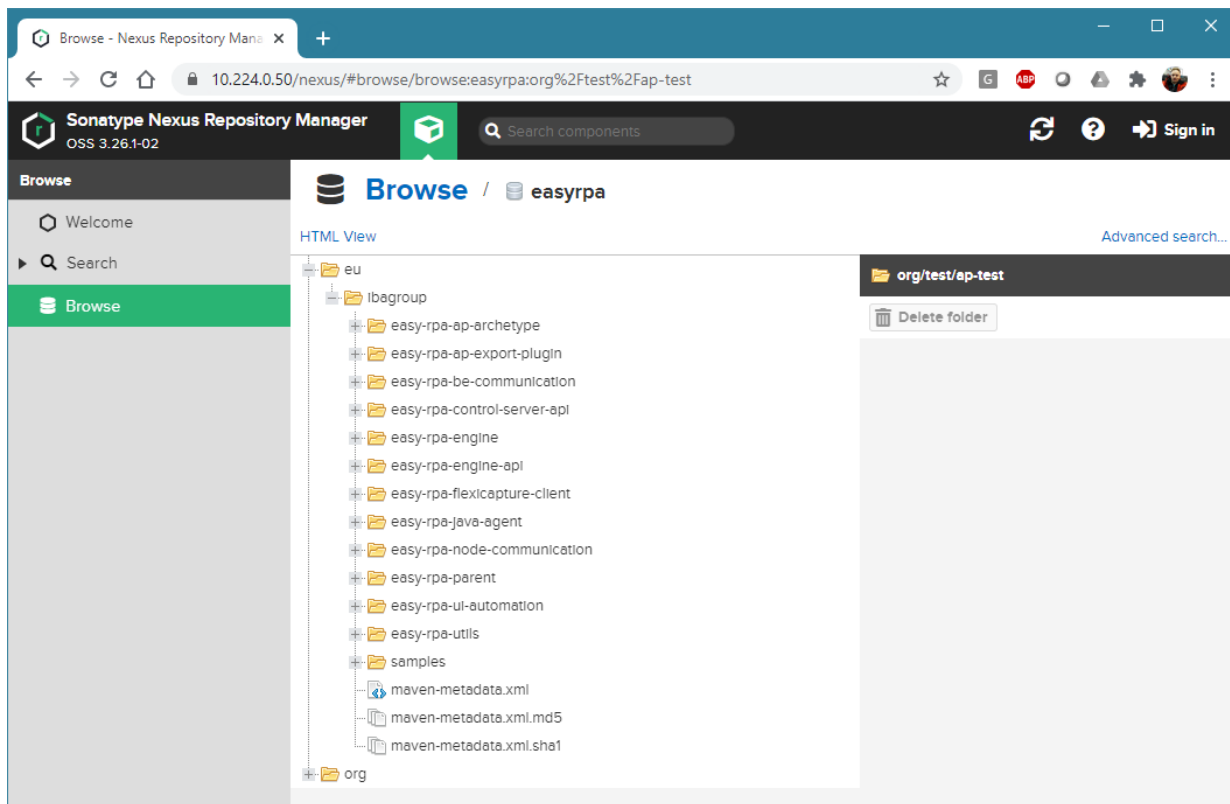 Browse - Nexus Repository Mana
10.224.0.50/nexus/#browse/browse:easyrpa:org%2Ftest%2Fap-test
G
ABP
Sonatype Nexus Repository Manager
OSS 3.26.1-02
Search components
Sign in
Browse
Browse / easyrpa
Welcome
HTML View
Advanced search...
Search
Browse
eu
ibagroup
easy-rpa-ap-archetype
easy-rpa-ap-export-plugin
easy-rpa-be-communication
easy-rpa-control-server-api
easy-rpa-engine
easy-rpa-engine-api
easy-rpa-flexicapture-client
easy-rpa-java-agent
easy-rpa-node-communication
easy-rpa-parent
easy-rpa-ui-automation
easy-rpa-utils
samples
maven-metadata.xml
maven-metadata.xml.md5
maven-metadata.xml.sha1
org
org/test/ap-test
Delete folder